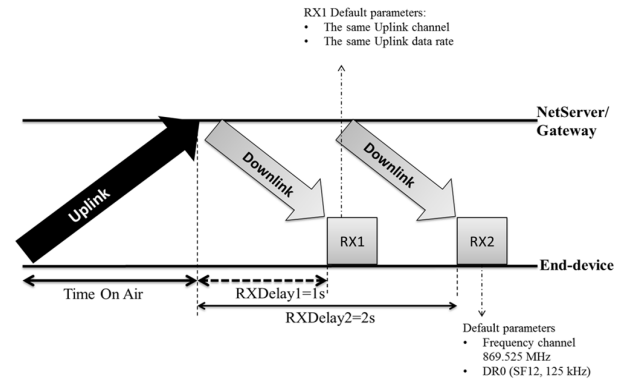 RX1 Default parameters:
• The same Uplink channel
• The same Uplink data rate
NetServer/
Gateway
Uplink
Downlink
Downlink
RX1
RX2
End-device
Time On Air
RXDelay1=1s
RXDelay2=2s
Default parameters
• Frequency channel
869.525 MHz
• DR0 (SF12, 125 kHz)